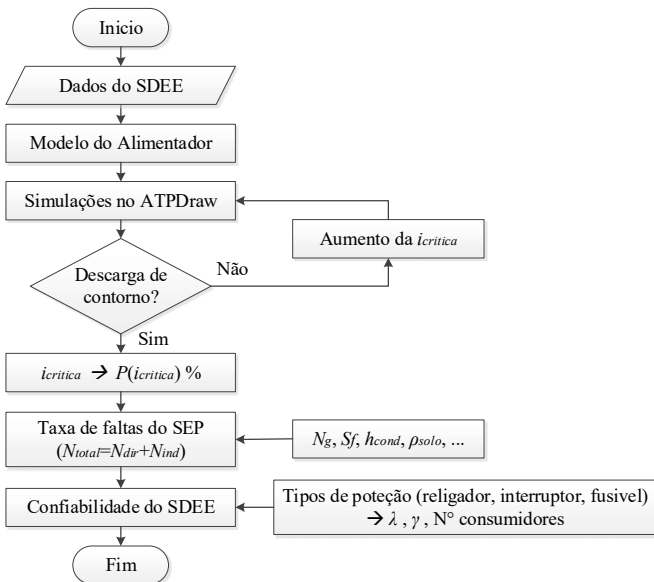 Inicio
Dados do SDEE
Modelo do Alimentador
Simulações no ATPDraw
Aumento da icritica
Descarga de
contorno?
Não
Sim
icritica → P(icritica) %
Taxa de faltas do SEP
(Ntotal=Ndir+Nind)
Ng, Sf, hcond, ρsolo, ...
Confiabilidade do SDEE
Tipos de poteção (religador, interruptor, fusivel)
→ λ , γ , N° consumidores
Fim